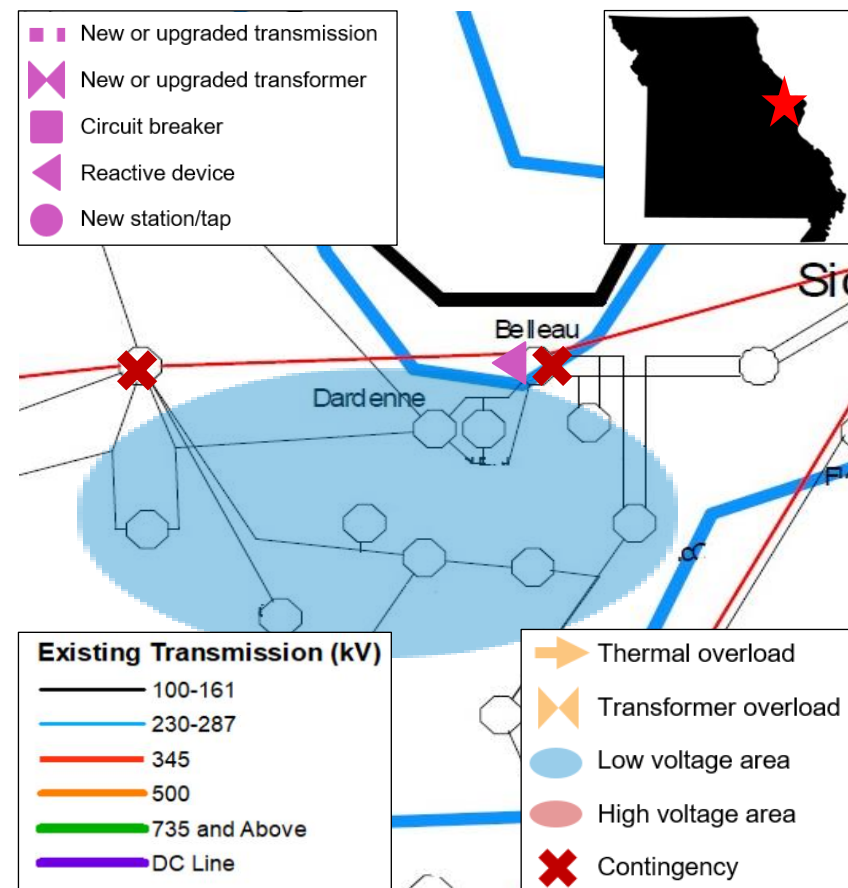 New or upgraded transmission
New or upgraded transformer
Circuit breaker
Reactive device
New station/tap
Belleau
Dardenne
Existing Transmission (kV)
100-161
230-287
345
500
735 and Above
DC Line
Thermal overload
Transformer overload
Low voltage area
High voltage area
Contingency